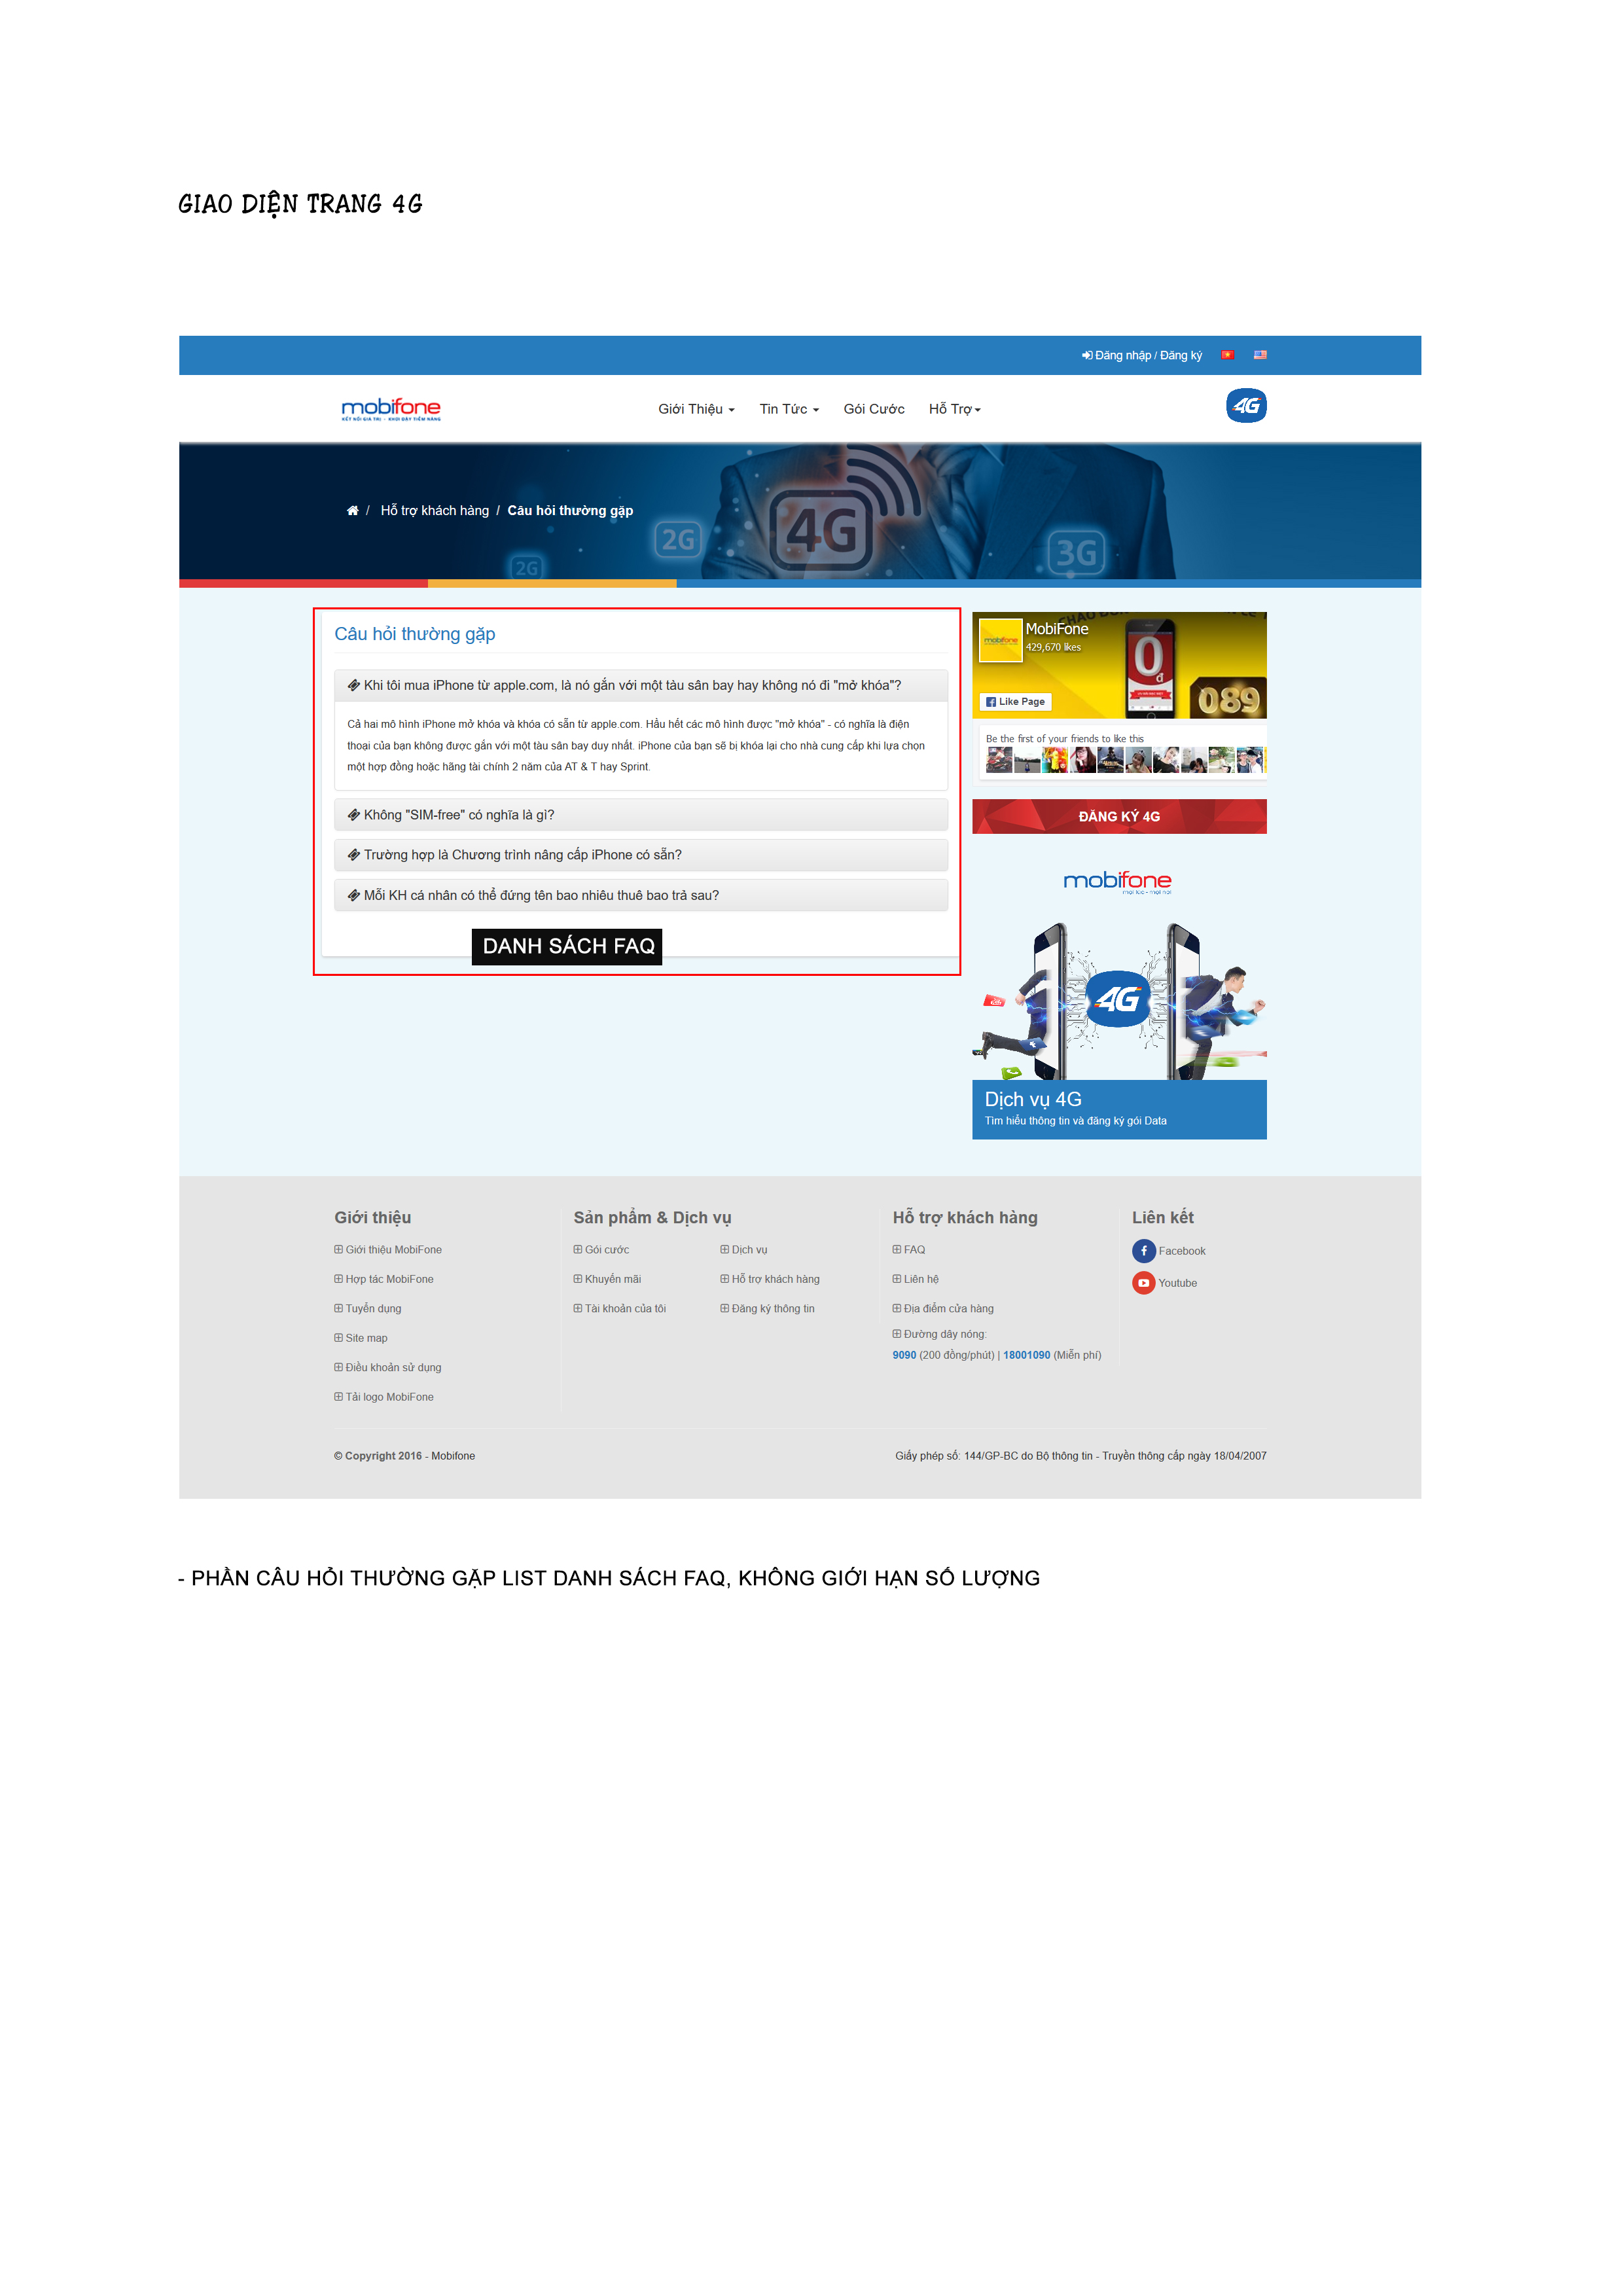 GIAO DIỆN TRANG 4G
Đăng nhập / Đăng ký
mobifone
KẾT NỐI GIÁ TRỊ - KHƠI DẬY TIỀM NĂNG
Giới Thiệu
Tin Tức
Gói Cước
Hỗ Trợ
4G
/ Hỗ trợ khách hàng / Câu hỏi thường gặp
2G
2G
4G
3G
Câu hỏi thường gặp
Khi tôi mua iPhone từ apple.com, là nó gắn với một tàu sân bay hay không nó đi "mở khóa"?
Cả hai mô hình iPhone mở khóa và khóa có sẵn từ apple.com. Hầu hết các mô hình được "mở khóa" - có nghĩa là điện
thoại của bạn không được gắn với một tàu sân bay duy nhất. iPhone của bạn sẽ bị khóa lại cho nhà cung cấp khi lựa chọn
một hợp đồng hoặc hãng tài chính 2 năm của AT & T hay Sprint.
Không "SIM-free" có nghĩa là gì?
Trường hợp là Chương trình nâng cấp iPhone có sẵn?
Mỗi KH cá nhân có thể đứng tên bao nhiêu thuê bao trả sau?
DANH SÁCH FAQ
mobifone
MobiFone
429,670 likes
0đ
089
Like Page
Be the first of your friends to like this
ĐĂNG KÝ 4G
mobifone
mọi lúc - mọi nơi
4G
Dịch vụ 4G
Tìm hiểu thông tin và đăng ký gói Data
Giới thiệu
Giới thiệu MobiFone
Hợp tác MobiFone
Tuyển dụng
Site map
Điều khoản sử dụng
Tải logo MobiFone
Sản phẩm & Dịch vụ
Gói cước
Khuyến mãi
Tài khoản của tôi
Dịch vụ
Hỗ trợ khách hàng
Đăng ký thông tin
Hỗ trợ khách hàng
FAQ
Liên hệ
Địa điểm cửa hàng
Đường dây nóng:
9090 (200 đồng/phút) | 18001090 (Miễn phí)
Liên kết
Facebook
Youtube
© Copyright 2016 - Mobifone
Giấy phép số: 144/GP-BC do Bộ thông tin - Truyền thông cấp ngày 18/04/2007
- PHẦN CÂU HỎI THƯỜNG GẶP LIST DANH SÁCH FAQ, KHÔNG GIỚI HẠN SỐ LƯỢNG